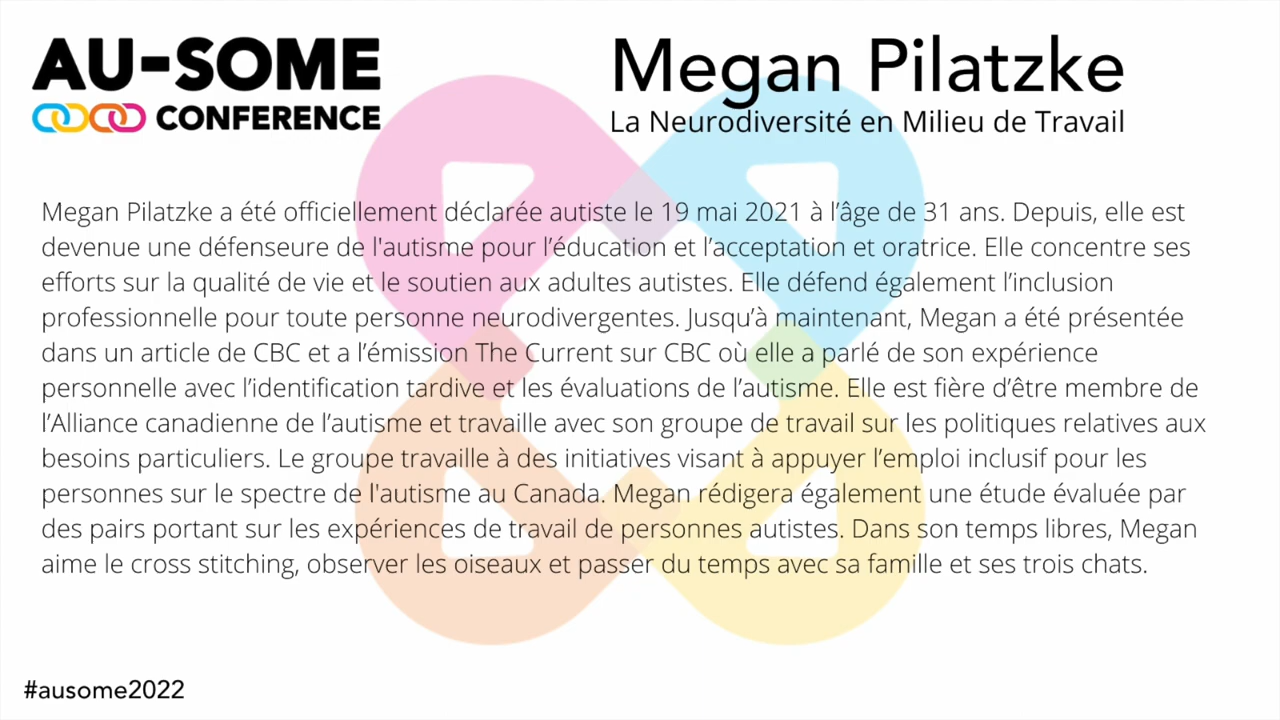 AU-SOME
CONFERENCE
Megan Pilatzke
La Neurodiversité en Milieu de Travail
Megan Pilatzke a été officiellement déclarée autiste le 19 mai 2021 à l’âge de 31 ans. Depuis, elle est
devenue une défenseure de l'autisme pour l’éducation et l’acceptation et oratrice. Elle concentre ses
efforts sur la qualité de vie et le soutien aux adultes autistes. Elle défend également l’inclusion
professionnelle pour toute personne neurodivergentes. Jusqu’à maintenant, Megan a été présentée
dans un article de CBC et a l’émission The Current sur CBC où elle a parlé de son expérience
personnelle avec l’identification tardive et les évaluations de l’autisme. Elle est fière d’être membre de
l’Alliance canadienne de l’autisme et travaille avec son groupe de travail sur les politiques relatives aux
besoins particuliers. Le groupe travaille à des initiatives visant à appuyer l’emploi inclusif pour les
personnes sur le spectre de l'autisme au Canada. Megan rédigera également une étude évaluée par
des pairs portant sur les expériences de travail de personnes autistes. Dans son temps libres, Megan
aime le cross stitching, observer les oiseaux et passer du temps avec sa famille et ses trois chats.
#ausome2022